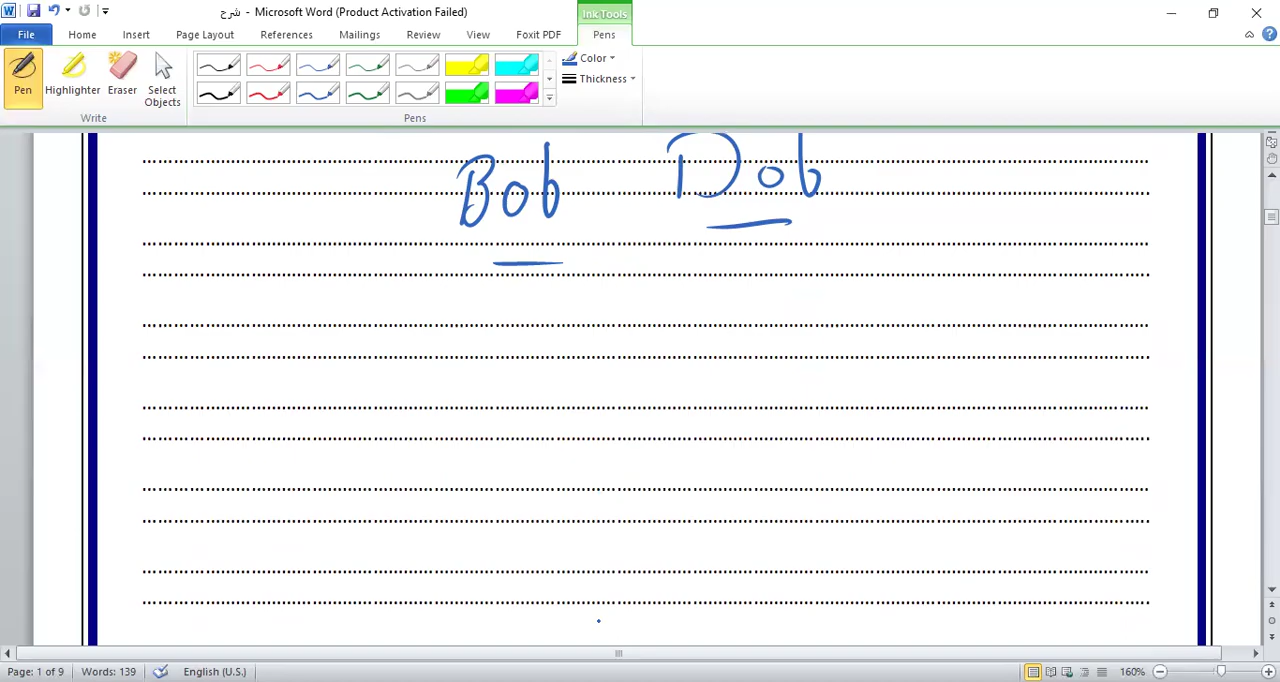 شرح - Microsoft Word (Product Activation Failed)
Ink Tools
File Home Insert Page Layout References Mailings Review View Foxit PDF Pens
Pen Highlighter Eraser Select Objects
Color
Thickness
Write Pens
Bob Dob
Page: 1 of 9 Words: 139 English (U.S.) 160%